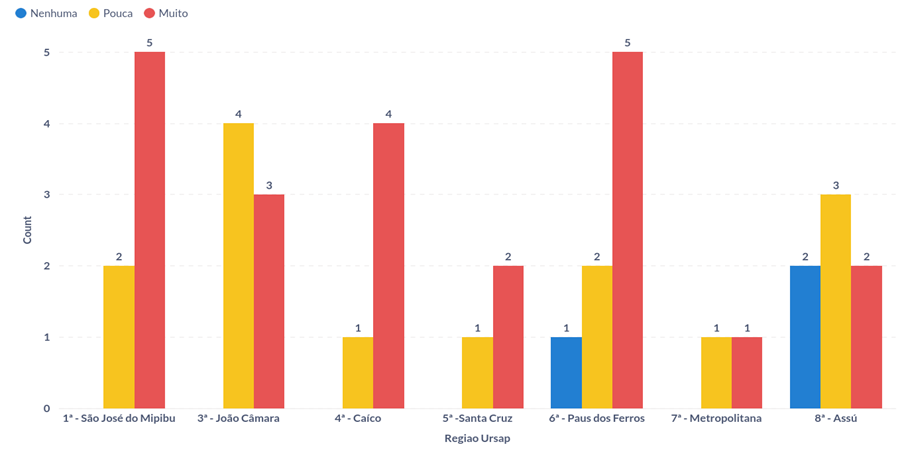 Nenhuma Pouca Muito
5
4
3
2
1
0
Count
2 5
4 3
1 4
1 2
1 2 5
1 1
2 3 2
1ª - São José do Mipibu 3ª - João Câmara 4ª - Caíco 5ª -Santa Cruz 6ª - Paus dos Ferros 7ª - Metropolitana 8ª - Assú
Regiao Ursap